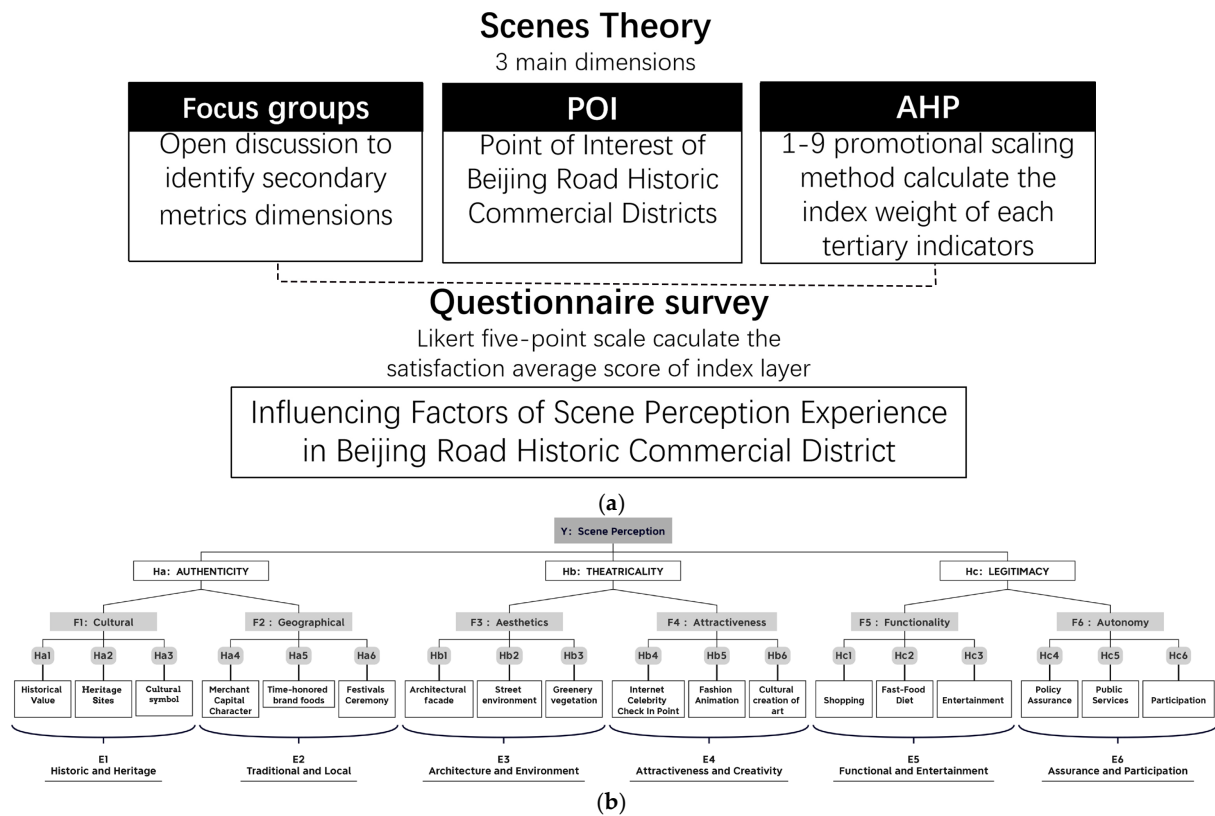 Scenes Theory
3 main dimensions
Focus groups
Open discussion to
identify secondary
metrics dimensions
POI
Point of Interest of
Beijing Road Historic
Commercial Districts
AHP
1-9 promotional scaling
method calculate the
index weight of each
tertiary indicators
Questionnaire survey
Likert five-point scale caculate the
satisfaction average score of index layer
Influencing Factors of Scene Perception Experience
in Beijing Road Historic Commercial District
(a)
Y: Scene Perception
Ha: AUTHENTICITY
Hb: THEATRICALITY
Hc: LEGITIMACY
F1: Cultural
F2 : Geographical
F3 : Aesthetics
F4 : Attractiveness
F5 : Functionality
F6 : Autonomy
Ha1
Ha2
Ha3
Ha4
Ha5
Ha6
Hb1
Hb2
Hb3
Hb4
Hb5
Hb6
Hc1
Hc2
Hc3
Hc4
Hc5
Hc6
Historical
Value
Heritage
Sites
Cultural
symbol
Merchant
Capital
Character
Time-honored
brand foods
Festivals
Ceremony
Architectural
facade
Street
environment
Greenery
vegetation
Internet
Celebrity
Check In Point
Fashion
Animation
Cultural
creation of
art
Shopping
Fast-Food
Diet
Entertainment
Policy
Assurance
Public
Services
Participation
E1
Historic and Heritage
E2
Traditional and Local
E3
Architecture and Environment
E4
Attractiveness and Creativity
E5
Functional and Entertainment
E6
Assurance and Participation
(b)